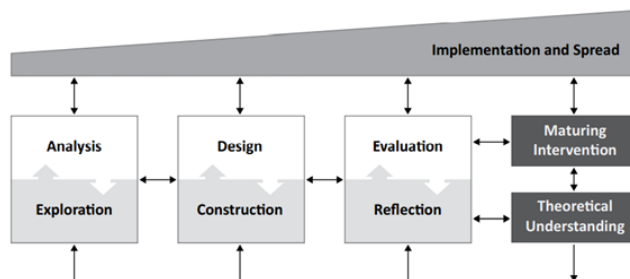 Implementation and Spread
Analysis
Exploration
Design
Construction
Evaluation
Reflection
Maturing
Intervention
Theoretical
Understanding